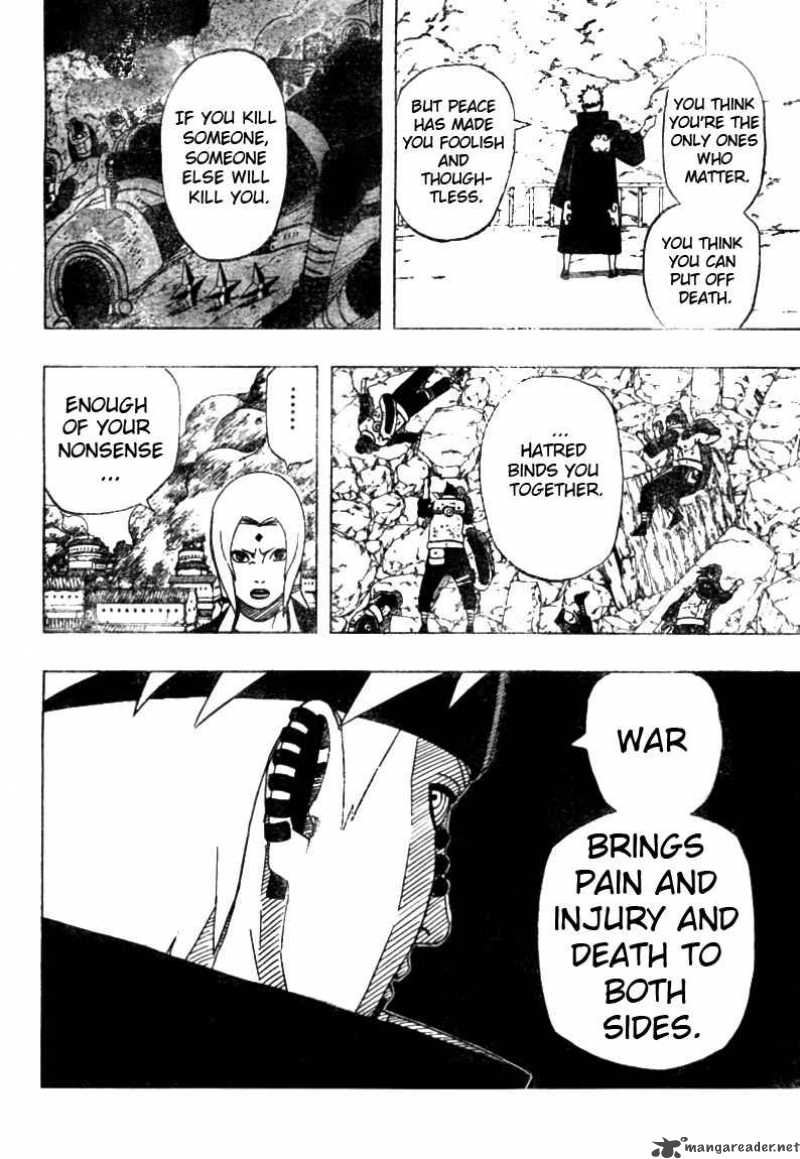 YOU THINK
YOU'RE THE
ONLY ONES
WHO
MATTER.
YOU THINK
YOU CAN
PUT OFF
DEATH.
BUT PEACE
HAS MADE
YOU FOOLISH
AND
THOUGH-
TLESS.
IF YOU KILL
SOMEONE,
SOMEONE
ELSE WILL
KILL YOU.
...
HATRED
BINDS YOU
TOGETHER.
......
ENOUGH
OF YOUR
NONSENSE
...
WAR
BRINGS
PAIN AND
INJURY AND
DEATH TO
BOTH
SIDES.
mangareader.net